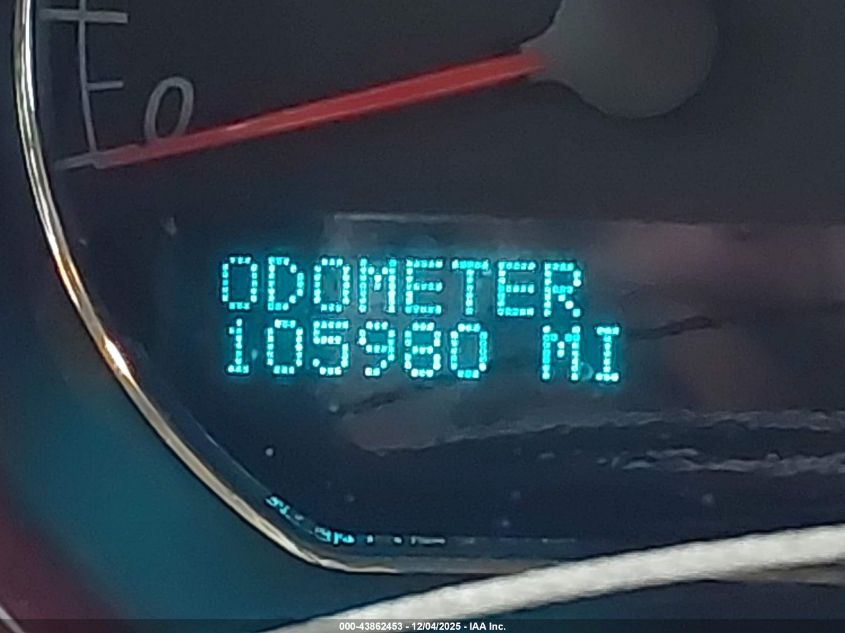 0
ODOMETER
105980 MI
000-43862453 - 12/04/2025 - IAA Inc.